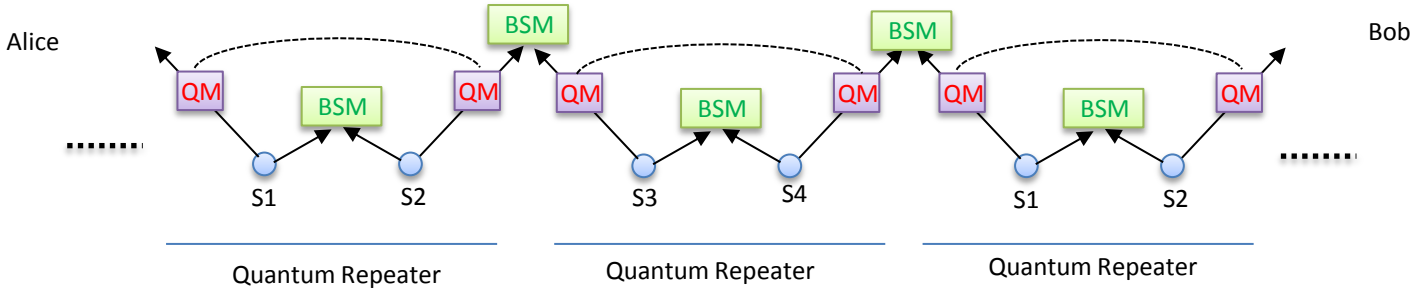 BSM
BSM
Alice
Bob
QM
QM
QM
QM
QM
QM
BSM
BSM
BSM
S1
S2
S3
S4
S1
S2
Quantum Repeater
Quantum Repeater
Quantum Repeater